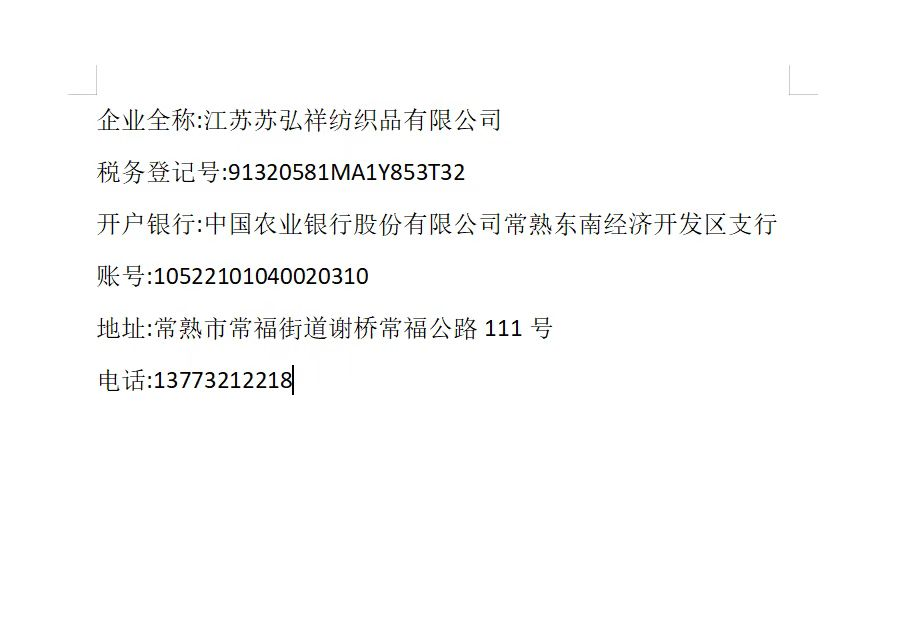 企业全称:江苏苏弘祥纺织品有限公司
税务登记号:91320581MA1Y853T32
开户银行:中国农业银行股份有限公司常熟东南经济开发区支行
账号:10522101040020310
地址:常熟市常福街道谢桥常福公路 111 号
电话:13773212218